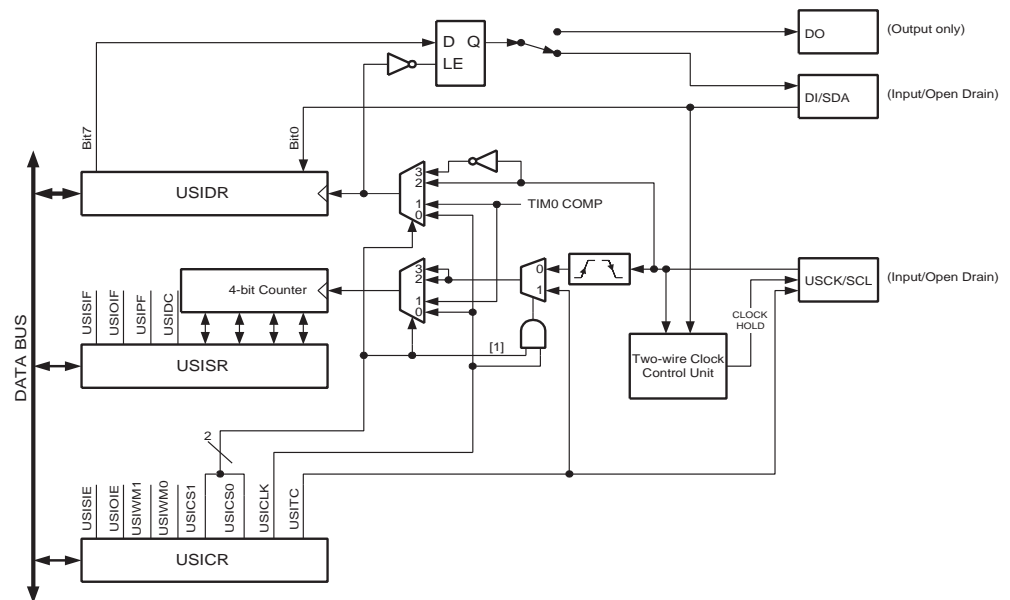 D Q
LE
DO
(Output only)
DI/SDA
(Input/Open Drain)
Bit7
Bit0
USIDR
3
2
1
0
TIM0 COMP
4-bit Counter
3
2
1
0
0
1
USCK/SCL
(Input/Open Drain)
CLOCK
HOLD
USISIF
USIOIF
USIPF
USIDC
[1]
Two-wire Clock
Control Unit
USISR
DATA BUS
2
USISIE
USIOIE
USIWM1
USIWM0
USICS1
USICS0
USICLK
USITC
USICR